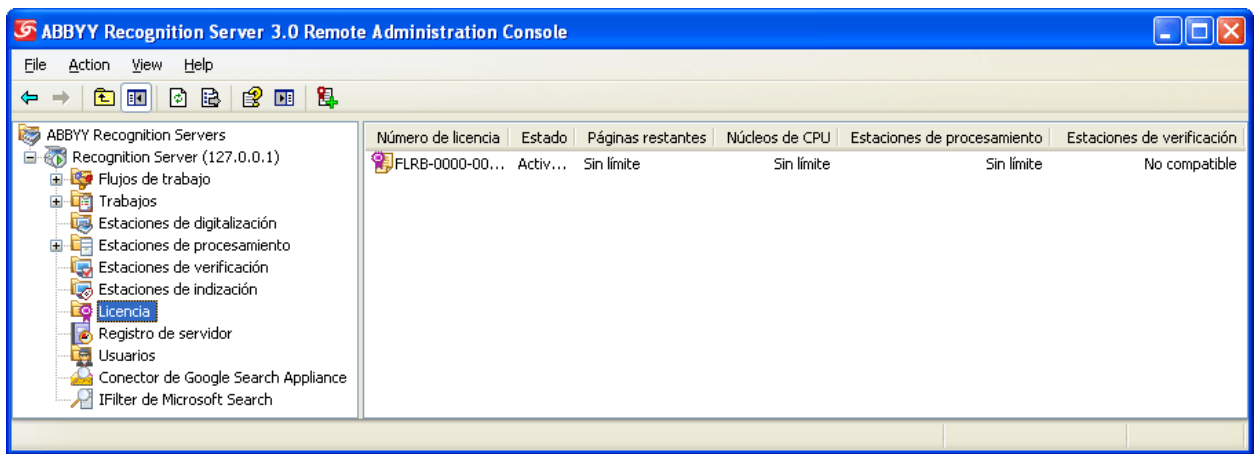 ABBYY Recognition Server 3.0 Remote Administration Console
File Action View Help
ABBYY Recognition Servers
Recognition Server (127.0.0.1)
Flujos de trabajo
Trabajos
Estaciones de digitalización
Estaciones de procesamiento
Estaciones de verificación
Estaciones de indización
Licencia
Registro de servidor
Usuarios
Conector de Google Search Appliance
IFilter de Microsoft Search
Número de licencia Estado Páginas restantes Núcleos de CPU Estaciones de procesamiento Estaciones de verificación
FLRB-0000-00... Activ... Sin límite Sin límite Sin límite No compatible